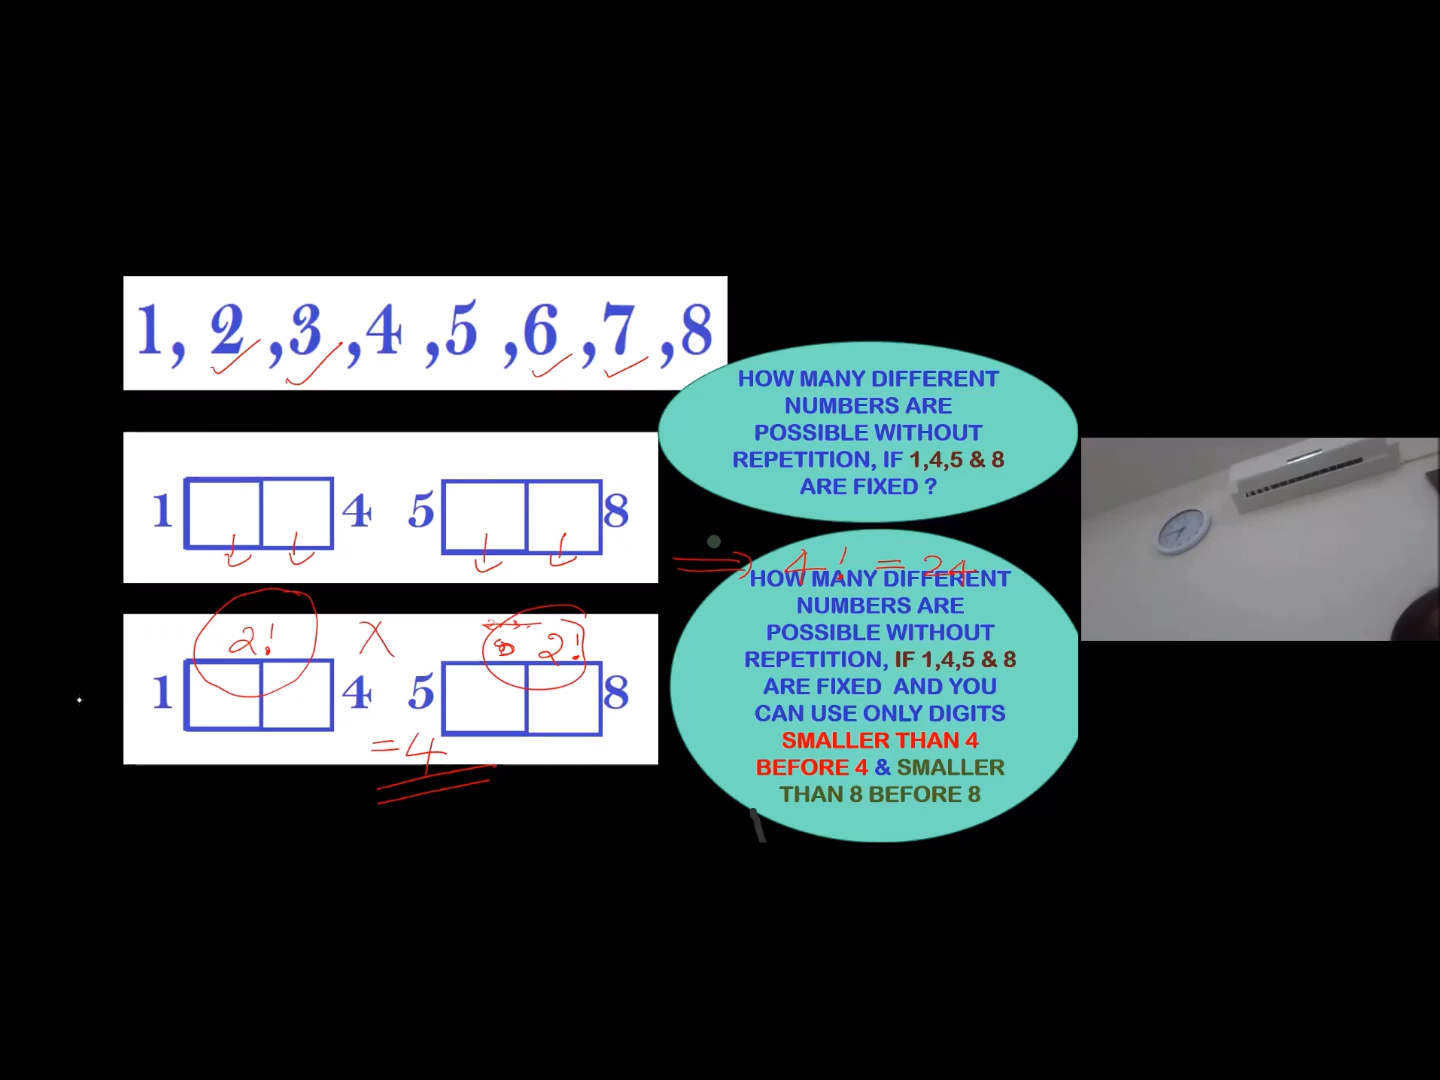 1, 2, 3, 4, 5, 6, 7, 8
HOW MANY DIFFERENT
NUMBERS ARE
POSSIBLE WITHOUT
REPETITION, IF 1,4,5 & 8
ARE FIXED ?
1 4 5 8
=> 4! = 24
2! X 2!
1 4 5 8
= 4
HOW MANY DIFFERENT
NUMBERS ARE
POSSIBLE WITHOUT
REPETITION, IF 1,4,5 & 8
ARE FIXED AND YOU
CAN USE ONLY DIGITS
SMALLER THAN 4
BEFORE 4 & SMALLER
THAN 8 BEFORE 8